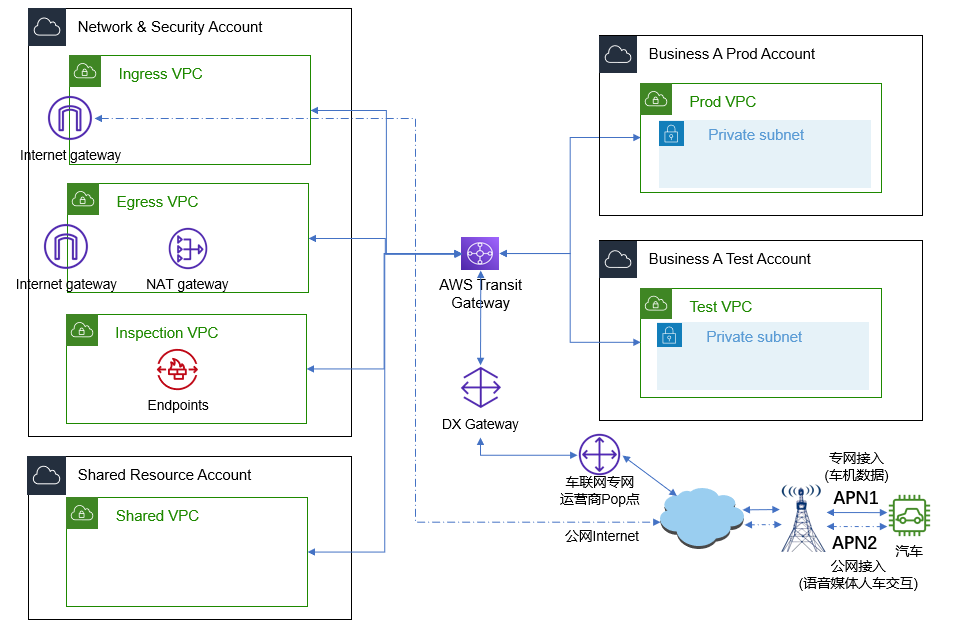 Network & Security Account
Ingress VPC
Internet gateway
Egress VPC
Internet gateway
NAT gateway
Inspection VPC
Endpoints
Shared Resource Account
Shared VPC
AWS Transit
Gateway
DX Gateway
Business A Prod Account
Prod VPC
Private subnet
Business A Test Account
Test VPC
Private subnet
车联网专网
运营商Pop点
公网Internet
专网接入
(车机数据)
APN1
APN2
汽车
公网接入
(语音媒体人车交互)